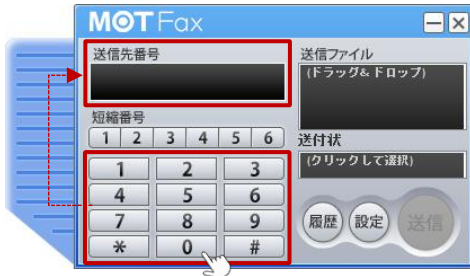 MOT Fax
送信先番号
送信ファイル
(ドラッグ&ドロップ)
短縮番号
1 2 3 4 5 6
送付状
(クリックして選択)
1 2 3
4 5 6
7 8 9
* 0 #
履歴 設定 送信